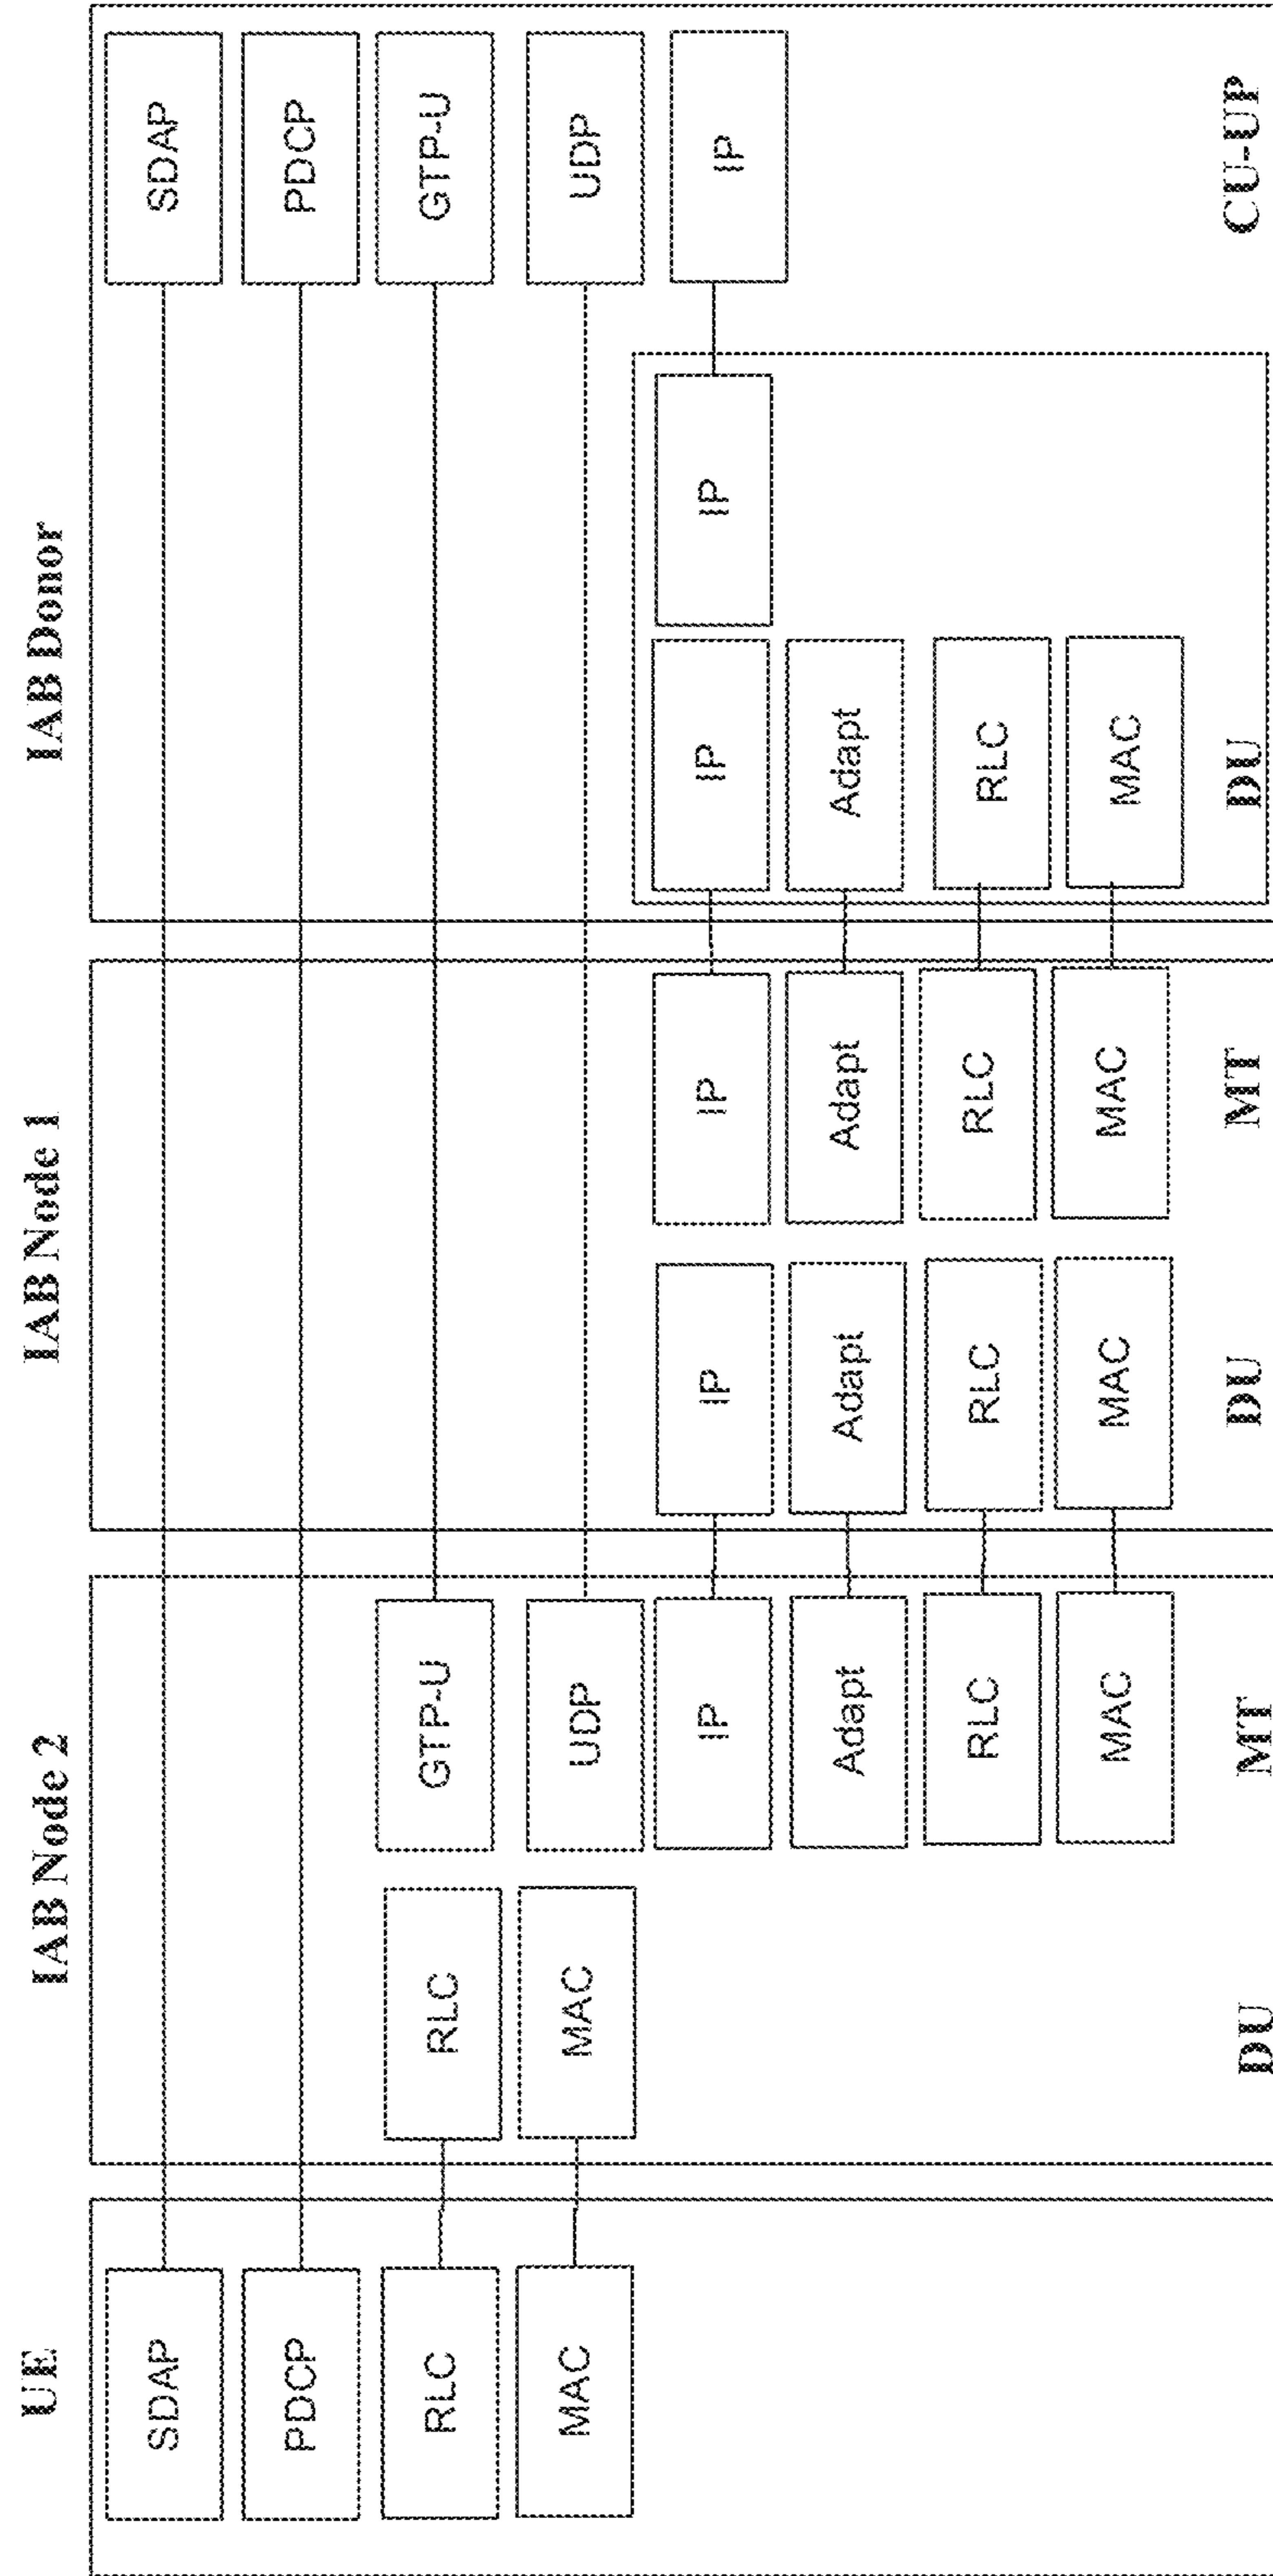 UE
IAB Node 2
IAB Node 1
IAB Donor
SDAP
PDCP
RLC
MAC
RLC
MAC
DU
GTP-U
UDP
IP
Adapt
RLC
MAC
MT
IP
Adapt
RLC
MAC
DU
IP
Adapt
RLC
MAC
MT
IP
Adapt
RLC
MAC
DU
IP
SDAP
PDCP
GTP-U
UDP
IP
CU-UP